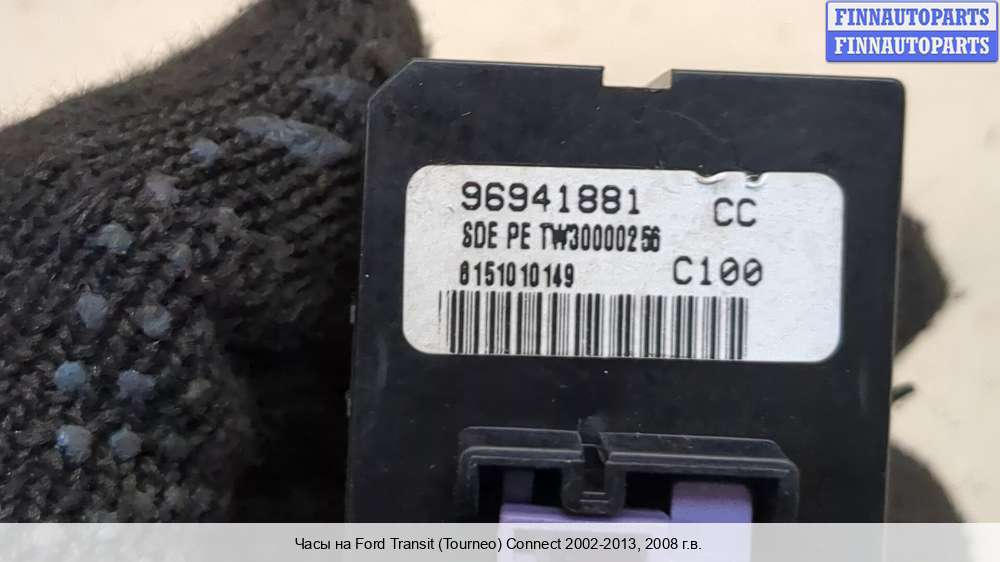 FINNAUTOPARTS
FINNAUTOPARTS
96941881 CC
SDE PE TW30000256
8151010149 C100
Часы на Ford Transit (Tourneo) Connect 2002-2013, 2008 г.в.